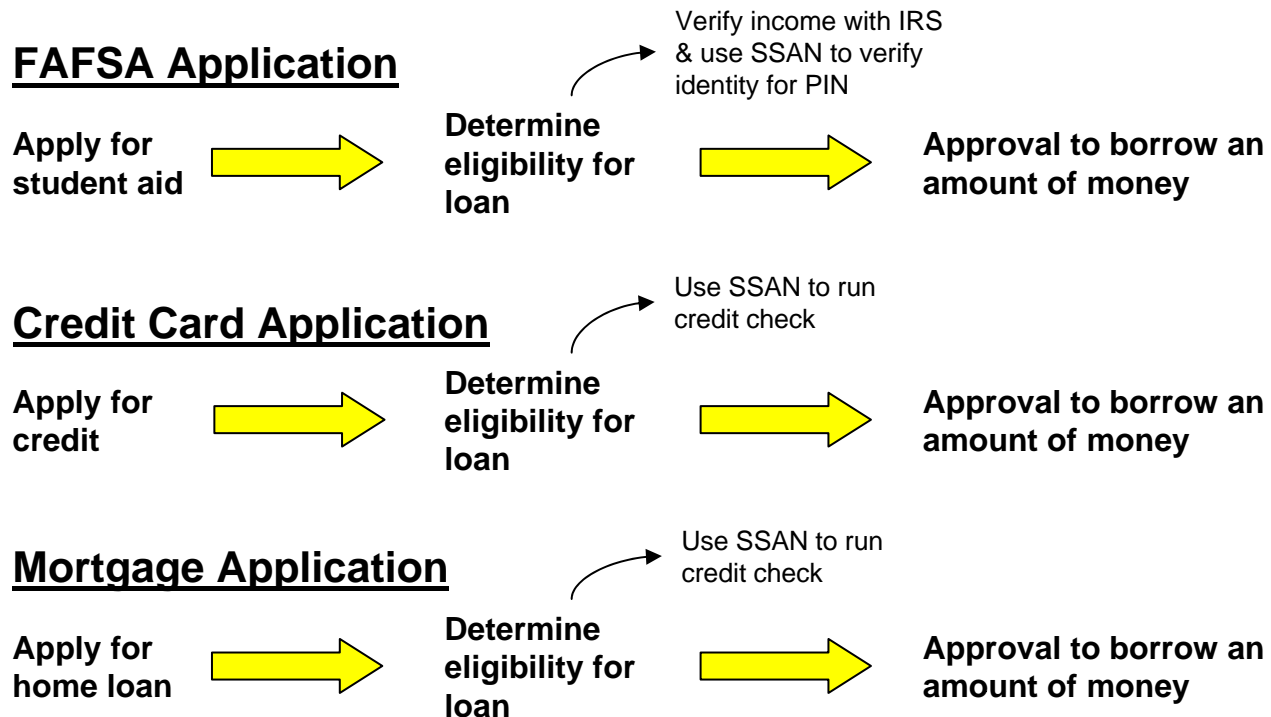 FAFSA Application
Verify income with IRS
& use SSAN to verify
identity for PIN
Apply for
student aid
Determine
eligibility for
loan
Approval to borrow an
amount of money
Credit Card Application
Use SSAN to run
credit check
Apply for
credit
Determine
eligibility for
loan
Approval to borrow an
amount of money
Mortgage Application
Use SSAN to run
credit check
Apply for
home loan
Determine
eligibility for
loan
Approval to borrow an
amount of money